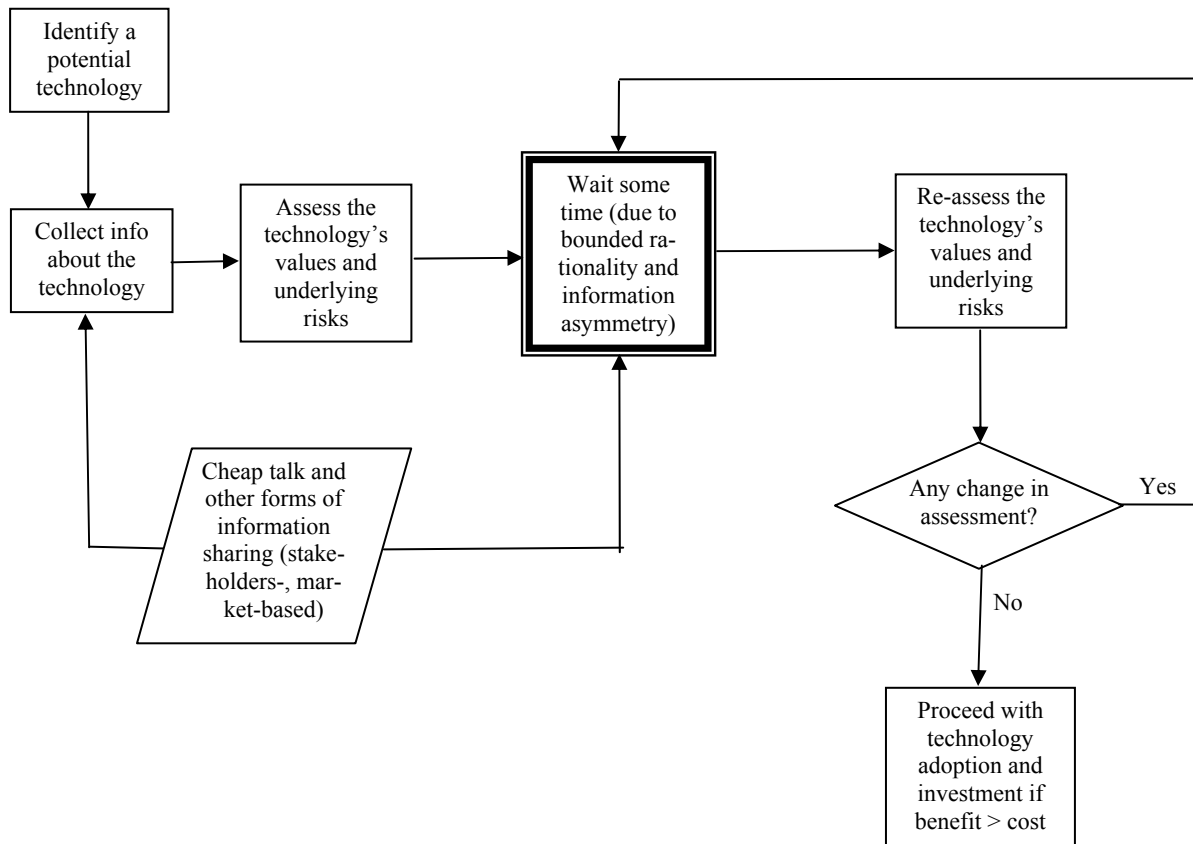 Identify a
potential
technology
Collect info
about the
technology
Assess the
technology’s
values and
underlying
risks
Wait some
time (due to
bounded ra-
tionality and
information
asymmetry)
Re-assess the
technology’s
values and
underlying
risks
Cheap talk and
other forms of
information
sharing (stake-
holders-, mar-
ket-based)
Any change in
assessment?
Yes
No
Proceed with
technology
adoption and
investment if
benefit > cost